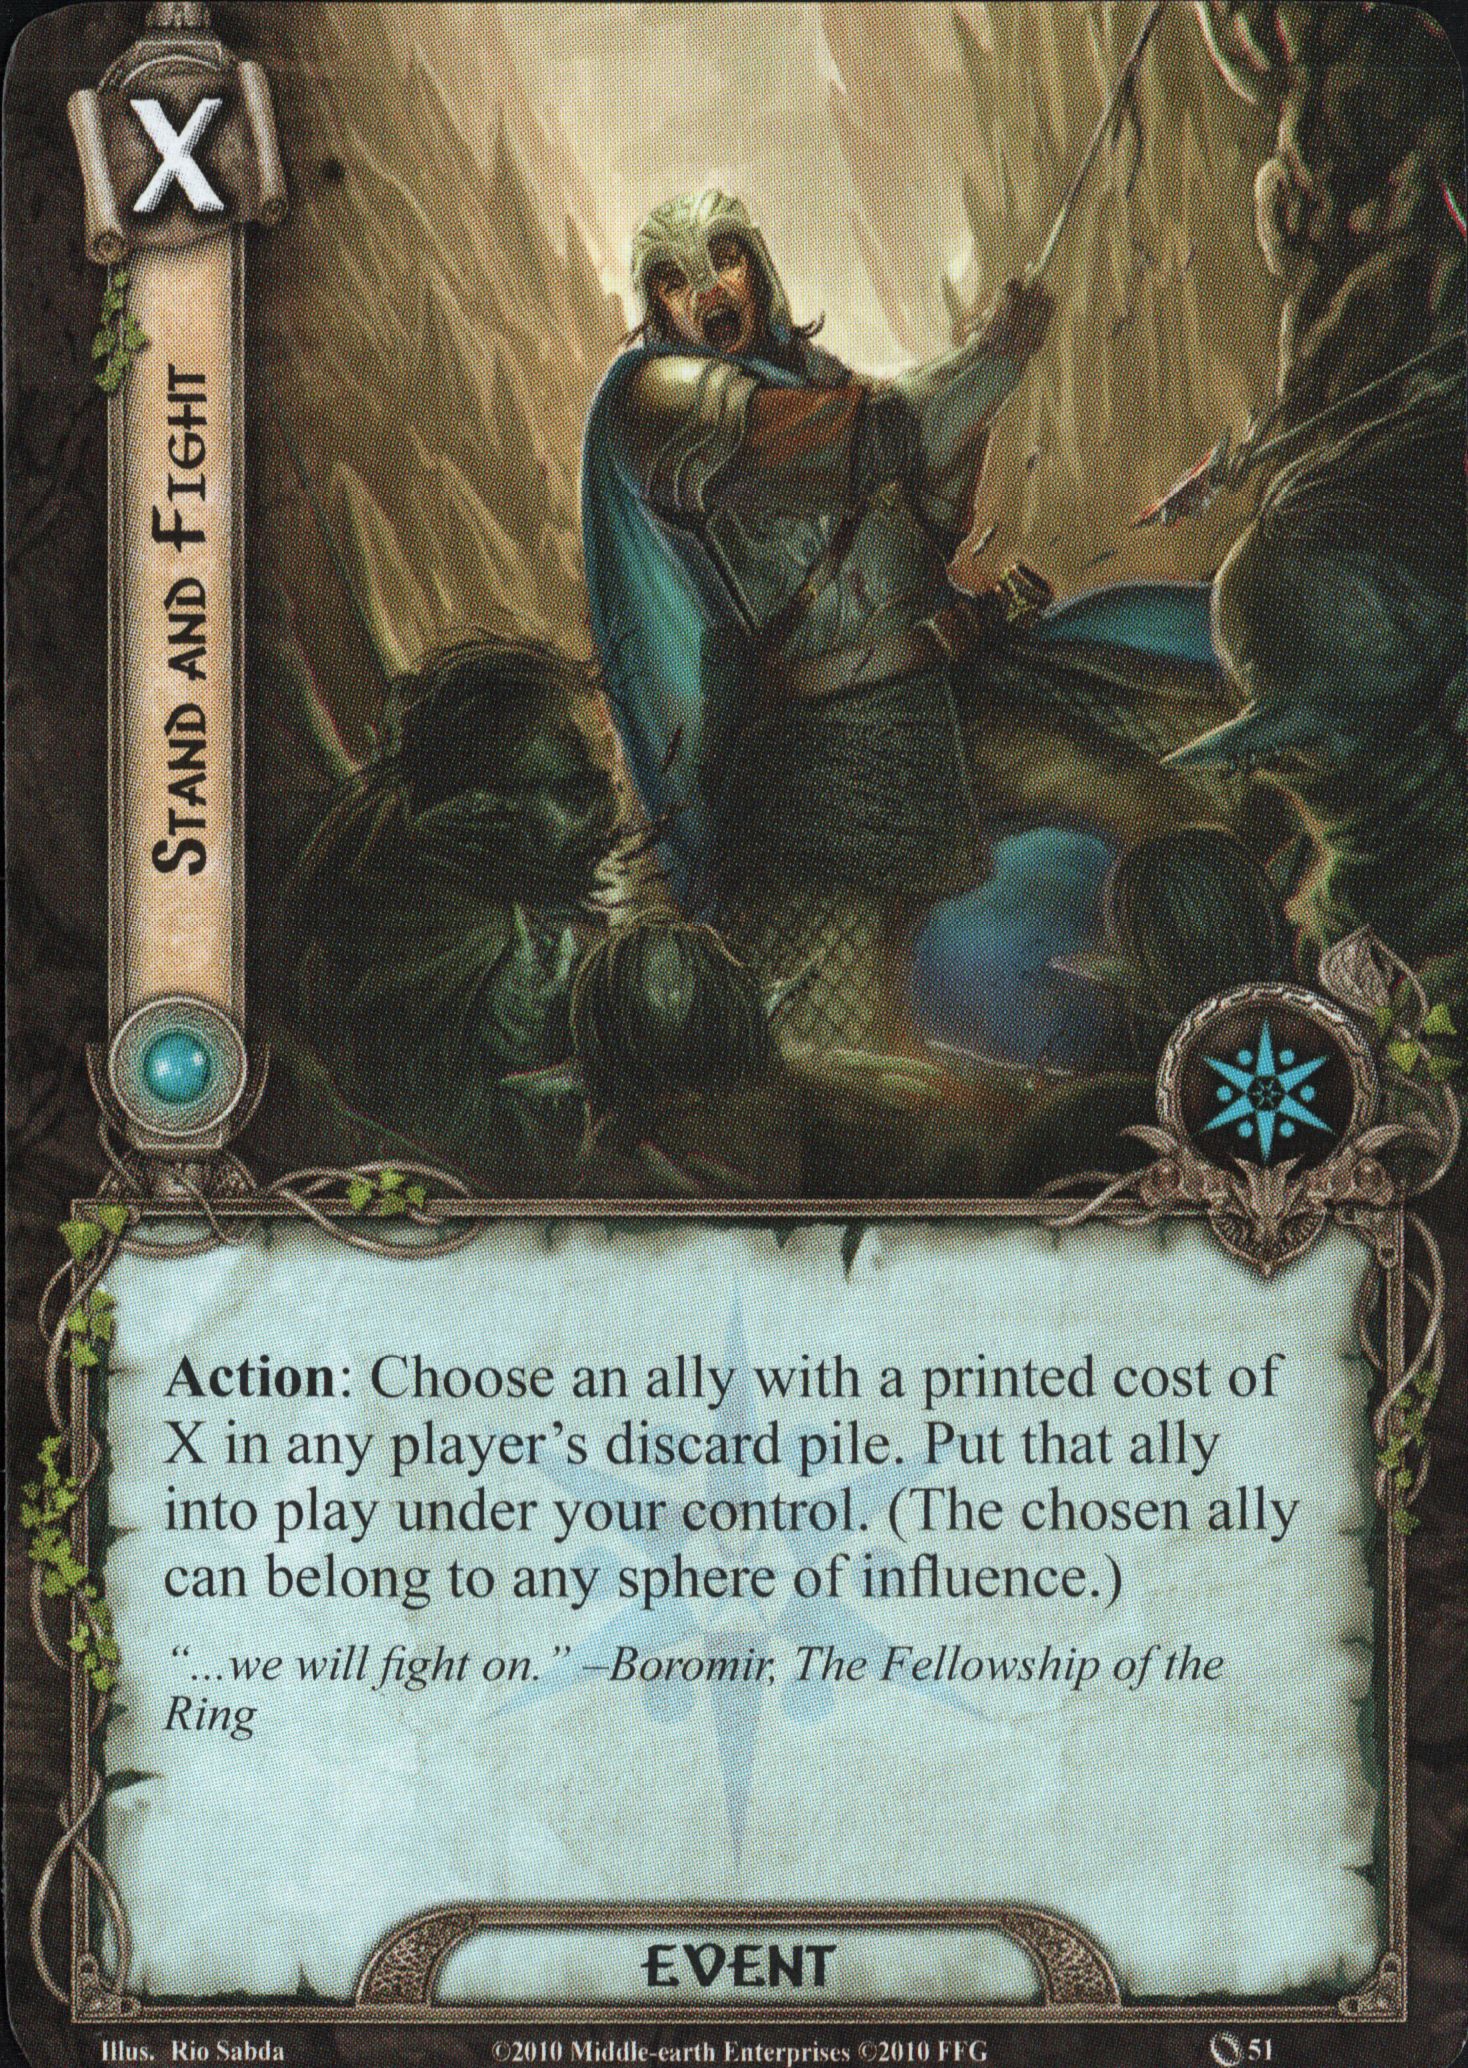 X
STAND AND FIGHT
Action: Choose an ally with a printed cost of
X in any player’s discard pile. Put that ally
into play under your control. (The chosen ally
can belong to any sphere of influence.)
“...we will fight on.” –Boromir, The Fellowship of the
Ring
EVENT
Illus. Rio Sabda ©2010 Middle-earth Enterprises ©2010 FFG 51